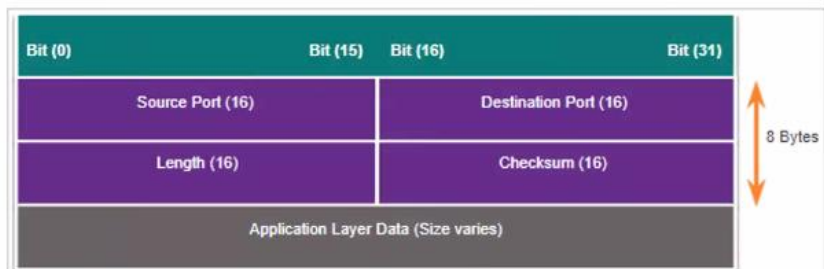 Bit (0) Bit (15) Bit (16) Bit (31)
Source Port (16) Destination Port (16)
8 Bytes
Length (16) Checksum (16)
Application Layer Data (Size varies)